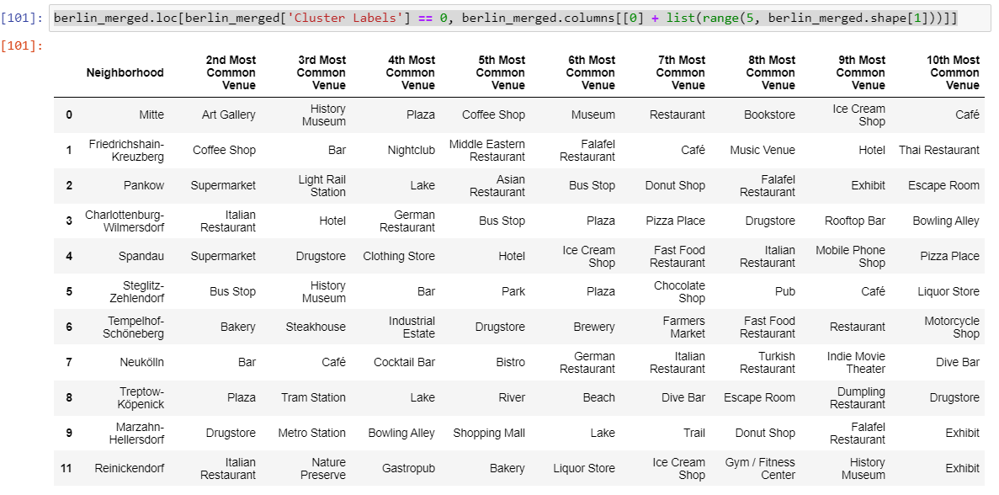 [101]: berlin_merged.loc[berlin_merged['Cluster Labels'] == 0, berlin_merged.columns[[0] + list(range(5, berlin_merged.shape[1]))]]
[101]:
Neighborhood 2nd Most Common Venue 3rd Most Common Venue 4th Most Common Venue 5th Most Common Venue 6th Most Common Venue 7th Most Common Venue 8th Most Common Venue 9th Most Common Venue 10th Most Common Venue
0 Mitte Art Gallery History Museum Plaza Coffee Shop Museum Restaurant Bookstore Ice Cream Shop Café
1 Friedrichshain-Kreuzberg Coffee Shop Bar Nightclub Middle Eastern Restaurant Falafel Restaurant Café Music Venue Hotel Thai Restaurant
2 Pankow Supermarket Light Rail Station Lake Asian Restaurant Bus Stop Donut Shop Falafel Restaurant Exhibit Escape Room
3 Charlottenburg-Wilmersdorf Italian Restaurant Hotel German Restaurant Bus Stop Plaza Pizza Place Drugstore Rooftop Bar Bowling Alley
4 Spandau Supermarket Drugstore Clothing Store Hotel Ice Cream Shop Fast Food Restaurant Italian Restaurant Mobile Phone Shop Pizza Place
5 Steglitz-Zehlendorf Bus Stop History Museum Bar Park Plaza Chocolate Shop Pub Café Liquor Store
6 Tempelhof-Schöneberg Bakery Steakhouse Industrial Estate Drugstore Brewery Farmers Market Fast Food Restaurant Restaurant Motorcycle Shop
7 Neukölln Bar Café Cocktail Bar Bistro German Restaurant Italian Restaurant Turkish Restaurant Indie Movie Theater Dive Bar
8 Treptow-Köpenick Plaza Tram Station Lake River Beach Dive Bar Escape Room Dumpling Restaurant Drugstore
9 Marzahn-Hellersdorf Drugstore Metro Station Bowling Alley Shopping Mall Lake Trail Donut Shop Falafel Restaurant Exhibit
11 Reinickendorf Italian Restaurant Nature Preserve Gastropub Bakery Liquor Store Ice Cream Shop Gym / Fitness Center History Museum Exhibit